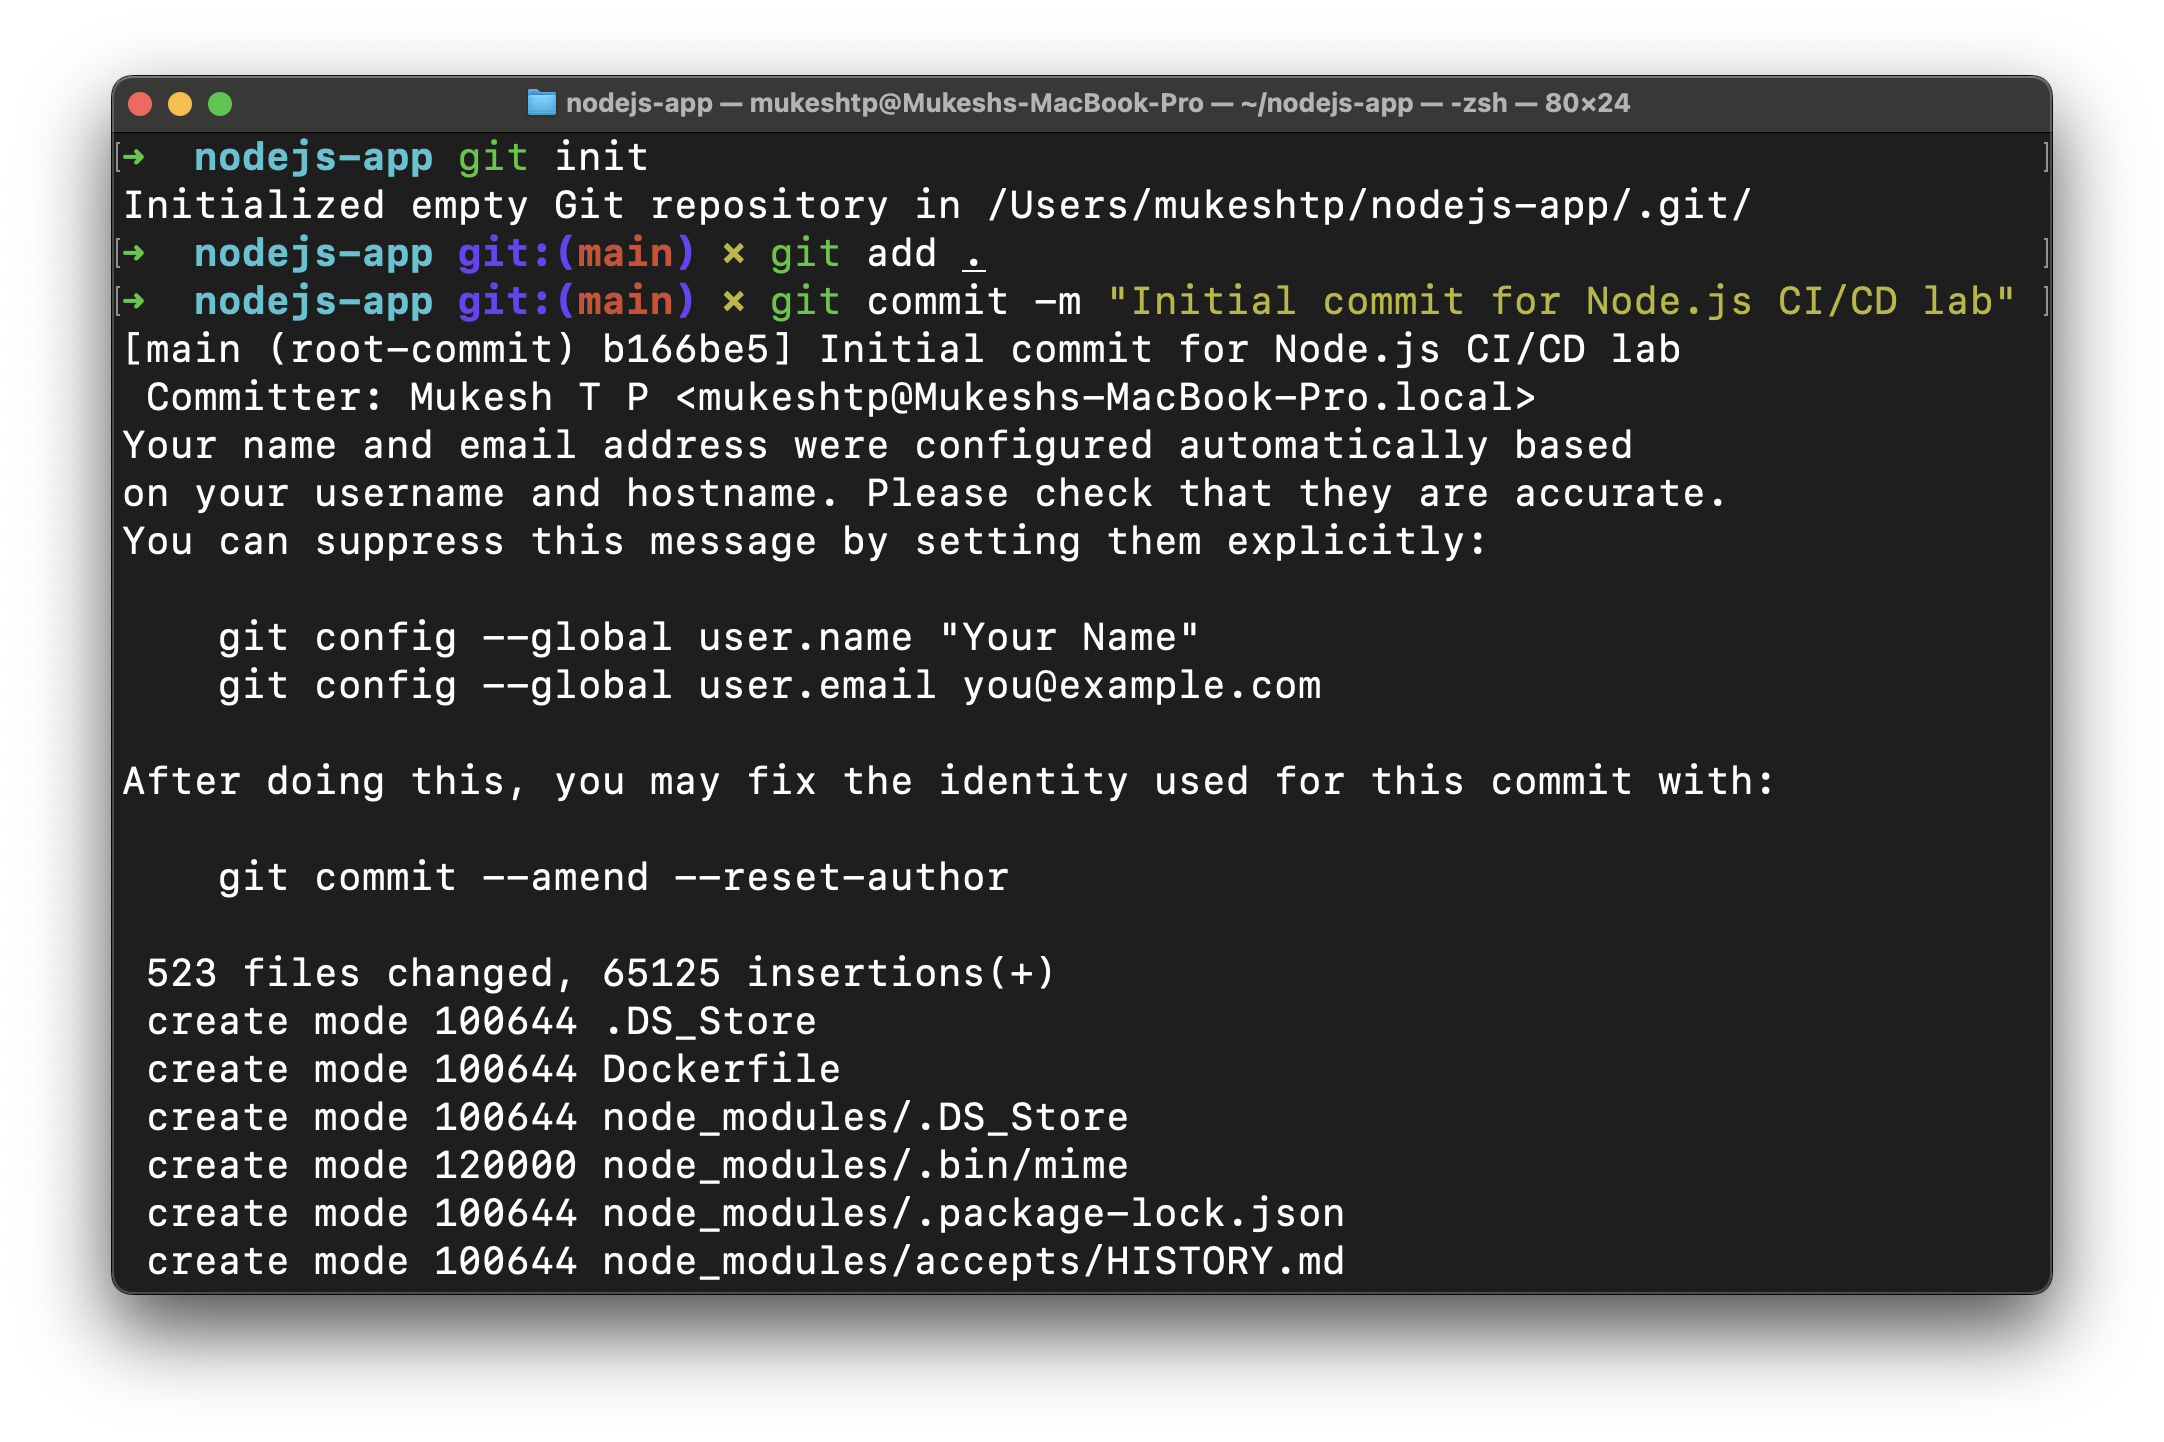 nodejs-app — mukeshtp@Mukeshs-MacBook-Pro — ~/nodejs-app — -zsh — 80×24
[➜  nodejs-app git init ]
Initialized empty Git repository in /Users/mukeshtp/nodejs-app/.git/
[➜  nodejs-app git:(main) ✗ git add . ]
[➜  nodejs-app git:(main) ✗ git commit -m "Initial commit for Node.js CI/CD lab" ]
[main (root-commit) b166be5] Initial commit for Node.js CI/CD lab
 Committer: Mukesh T P <mukeshtp@Mukeshs-MacBook-Pro.local>
Your name and email address were configured automatically based
on your username and hostname. Please check that they are accurate.
You can suppress this message by setting them explicitly:

    git config --global user.name "Your Name"
    git config --global user.email you@example.com

After doing this, you may fix the identity used for this commit with:

    git commit --amend --reset-author

 523 files changed, 65125 insertions(+)
 create mode 100644 .DS_Store
 create mode 100644 Dockerfile
 create mode 100644 node_modules/.DS_Store
 create mode 120000 node_modules/.bin/mime
 create mode 100644 node_modules/.package-lock.json
 create mode 100644 node_modules/accepts/HISTORY.md